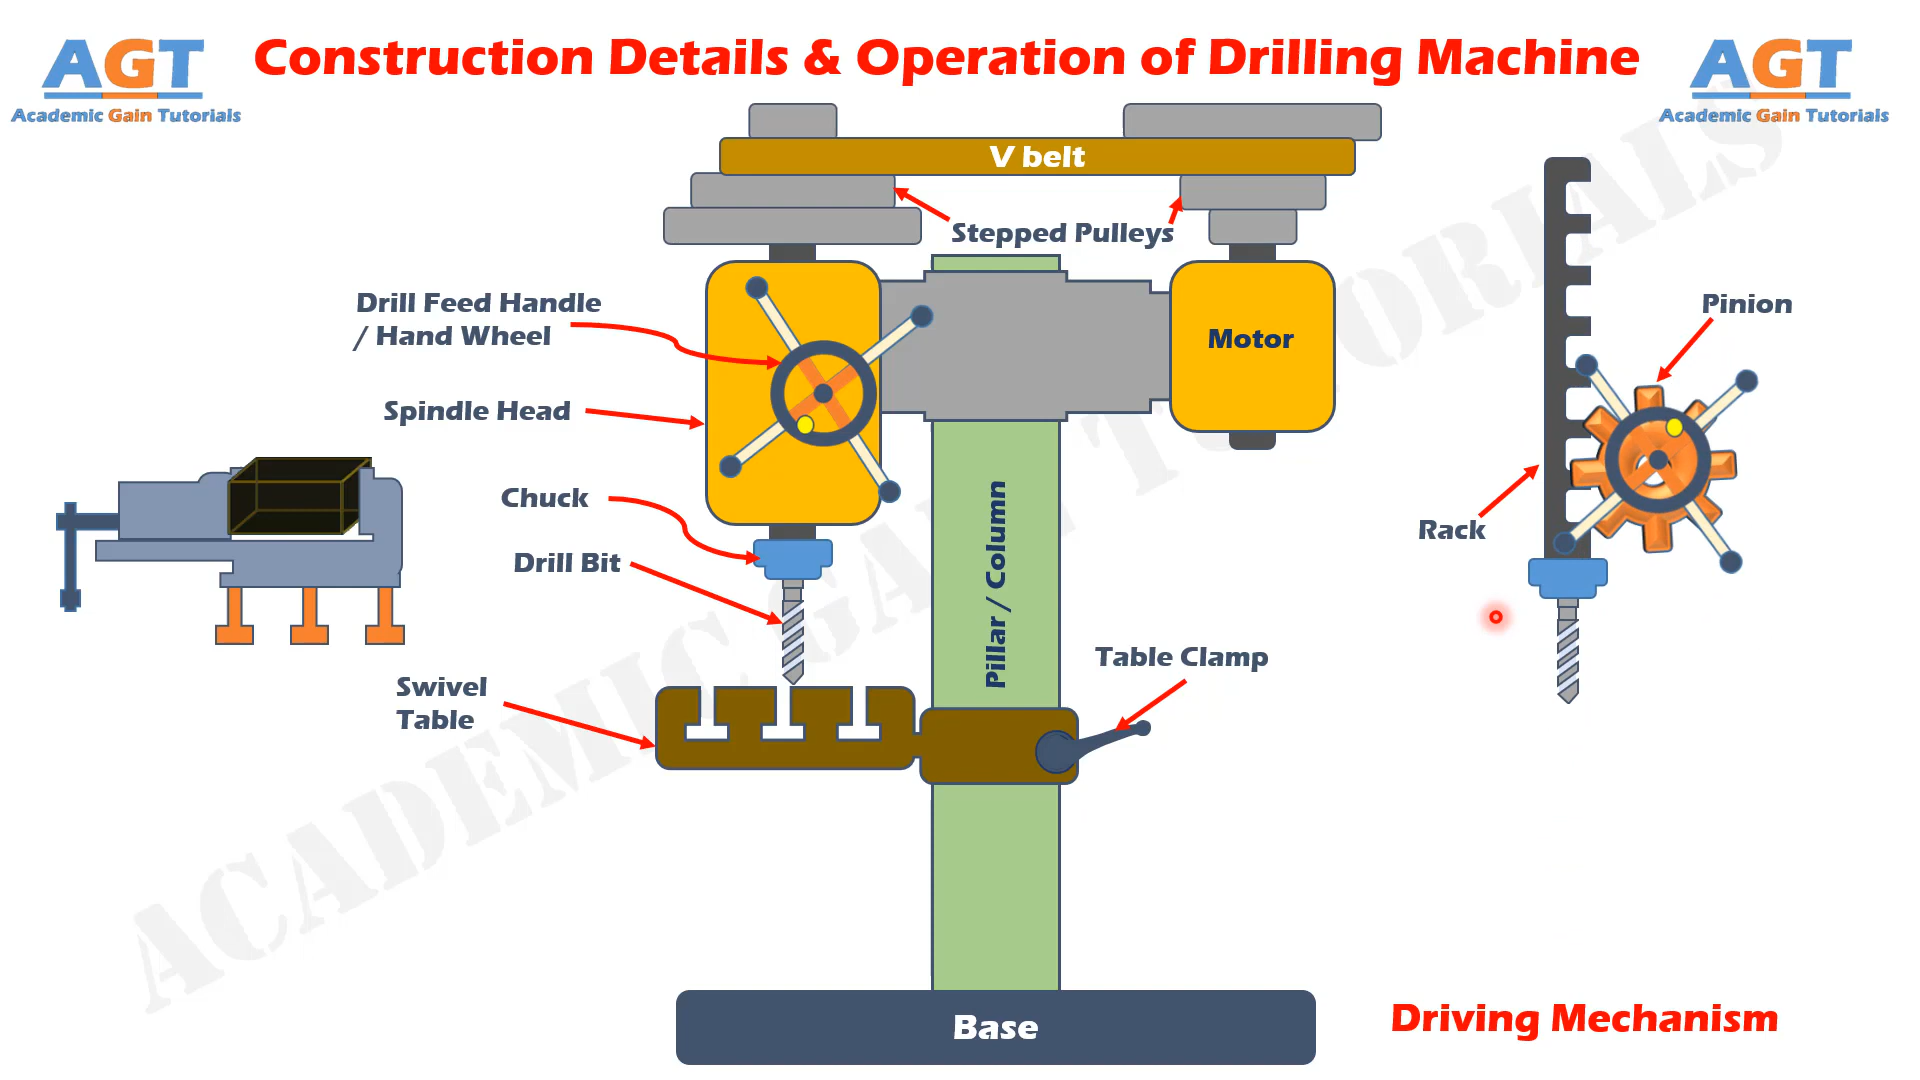 AGT
Academic Gain Tutorials
Construction Details & Operation of Drilling Machine
AGT
Academic Gain Tutorials
V belt
Stepped Pulleys
Drill Feed Handle
/ Hand Wheel
Motor
Pinion
Spindle Head
Chuck
Rack
Drill Bit
Pillar / Column
Table Clamp
Swivel
Table
Base
Driving Mechanism
ACADEMIC GAIN TUTORIALS